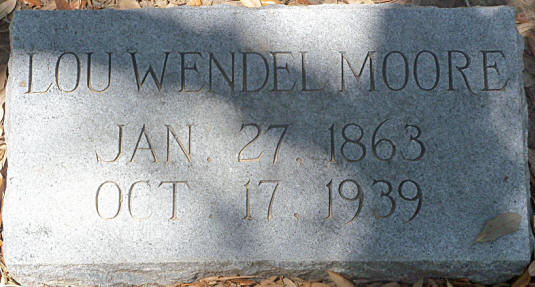 LOU WENDEL MOORE
JAN. 27. 1863
OCT. 17. 1939